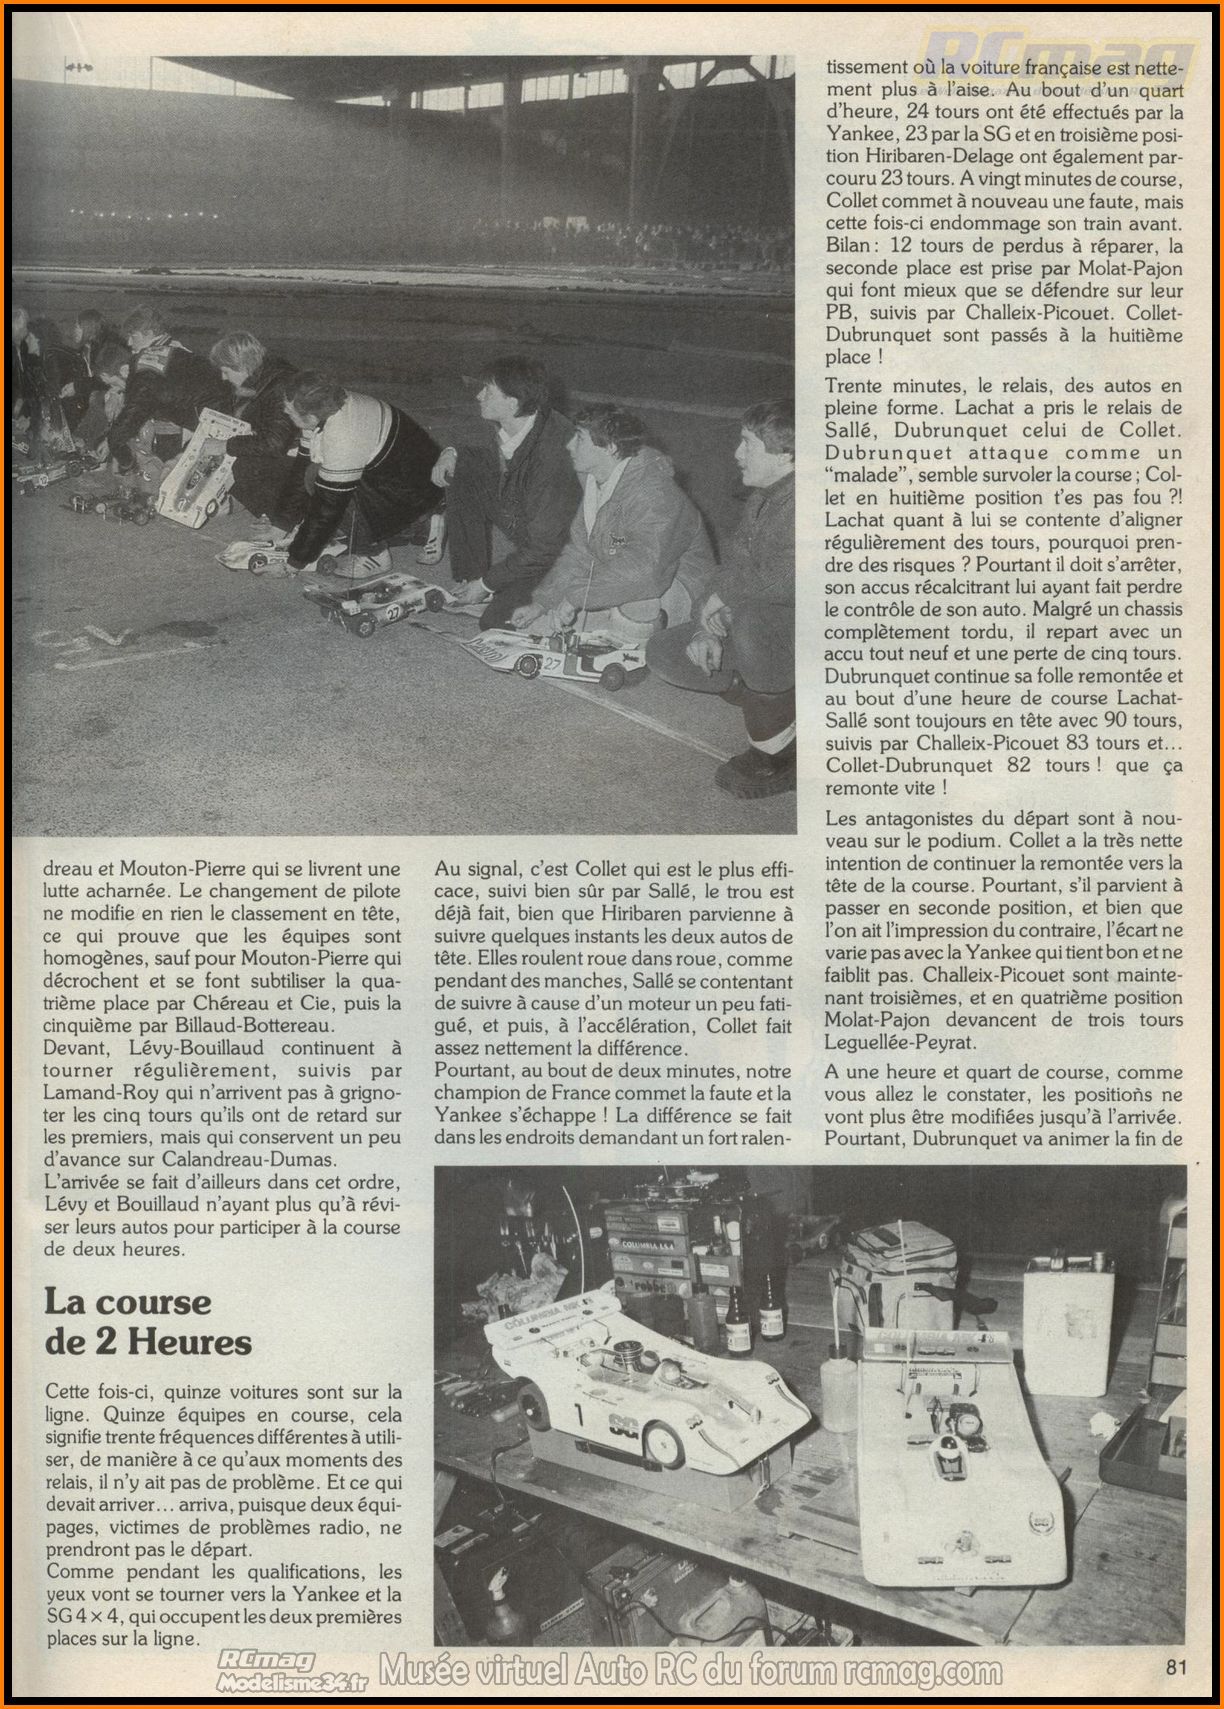 dreau et Mouton-Pierre qui se livrent une
lutte acharnée. Le changement de pilote
ne modifie en rien le classement en tête,
ce qui prouve que les équipes sont
homogènes, sauf pour Mouton-Pierre qui
décrochent et se font subtiliser la qua-
trième place par Chéreau et Cie, puis la
cinquième par Billaud-Bottereau.
Devant, Lévy-Bouillaud continuent à
tourner régulièrement, suivis par
Lamand-Roy qui n'arrivent pas à grigno-
ter les cinq tours qu'ils ont de retard sur
les premiers, mais qui conservent un peu
d'avance sur Calandreau-Dumas.
L'arrivée se fait d'ailleurs dans cet ordre,
Lévy et Bouillaud n'ayant plus qu'à révi-
ser leurs autos pour participer à la course
de deux heures.
La course
de 2 Heures
Cette fois-ci, quinze voitures sont sur la
ligne. Quinze équipes en course, cela
signifie trente fréquences différentes à utili-
ser, de manière à ce qu'aux moments des
relais, il n'y ait pas de problème. Et ce qui
devait arriver... arriva, puisque deux équi-
pages, victimes de problèmes radio, ne
prendront pas le départ.
Comme pendant les qualifications, les
yeux vont se tourner vers la Yankee et la
SG 4 × 4, qui occupent les deux premières
places sur la ligne.
Au signal, c'est Collet qui est le plus effi-
cace, suivi bien sûr par Sallé, le trou est
déjà fait, bien que Hiribaren parvienne à
suivre quelques instants les deux autos de
tête. Elles roulent roue dans roue, comme
pendant des manches, Sallé se contentant
de suivre à cause d'un moteur un peu fati-
gué, et puis, à l'accélération, Collet fait
assez nettement la différence.
Pourtant, au bout de deux minutes, notre
champion de France commet la faute et la
Yankee s'échappe ! La différence se fait
dans les endroits demandant un fort ralen-
tissement où la voiture française est nette-
ment plus à l'aise. Au bout d'un quart
d'heure, 24 tours ont été effectués par la
Yankee, 23 par la SG et en troisième posi-
tion Hiribaren-Delage ont également par-
couru 23 tours. A vingt minutes de course,
Collet commet à nouveau une faute, mais
cette fois-ci endommage son train avant.
Bilan : 12 tours de perdus à réparer, la
seconde place est prise par Molat-Pajon
qui font mieux que se défendre sur leur
PB, suivis par Challeix-Picouet. Collet-
Dubrunquet sont passés à la huitième
place !
Trente minutes, le relais, des autos en
pleine forme. Lachat a pris le relais de
Sallé, Dubrunquet celui de Collet.
Dubrunquet attaque comme un
"malade", semble survoler la course ; Col-
let en huitième position t'es pas fou ?!
Lachat quant à lui se contente d'aligner
régulièrement des tours, pourquoi pren-
dre des risques ? Pourtant il doit s'arrêter,
son accus récalcitrant lui ayant fait perdre
le contrôle de son auto. Malgré un chassis
complètement tordu, il repart avec un
accu tout neuf et une perte de cinq tours.
Dubrunquet continue sa folle remontée et
au bout d'une heure de course Lachat-
Sallé sont toujours en tête avec 90 tours,
suivis par Challeix-Picouet 83 tours et...
Collet-Dubrunquet 82 tours ! que ça
remonte vite !
Les antagonistes du départ sont à nou-
veau sur le podium. Collet a la très nette
intention de continuer la remontée vers la
tête de la course. Pourtant, s'il parvient à
passer en seconde position, et bien que
l'on ait l'impression du contraire, l'écart ne
varie pas avec la Yankee qui tient bon et ne
faiblit pas. Challeix-Picouet sont mainte-
nant troisièmes, et en quatrième position
Molat-Pajon devancent de trois tours
Leguellée-Peyrat.
A une heure et quart de course, comme
vous allez le constater, les positions ne
vont plus être modifiées jusqu'à l'arrivée.
Pourtant, Dubrunquet va animer la fin de
27
27
COLUMBIA
robbe
COLUMBIA
1
SG
81
RCmag
RCmag
Modelisme34.fr
Musée virtuel Auto RC du forum rcmag.com